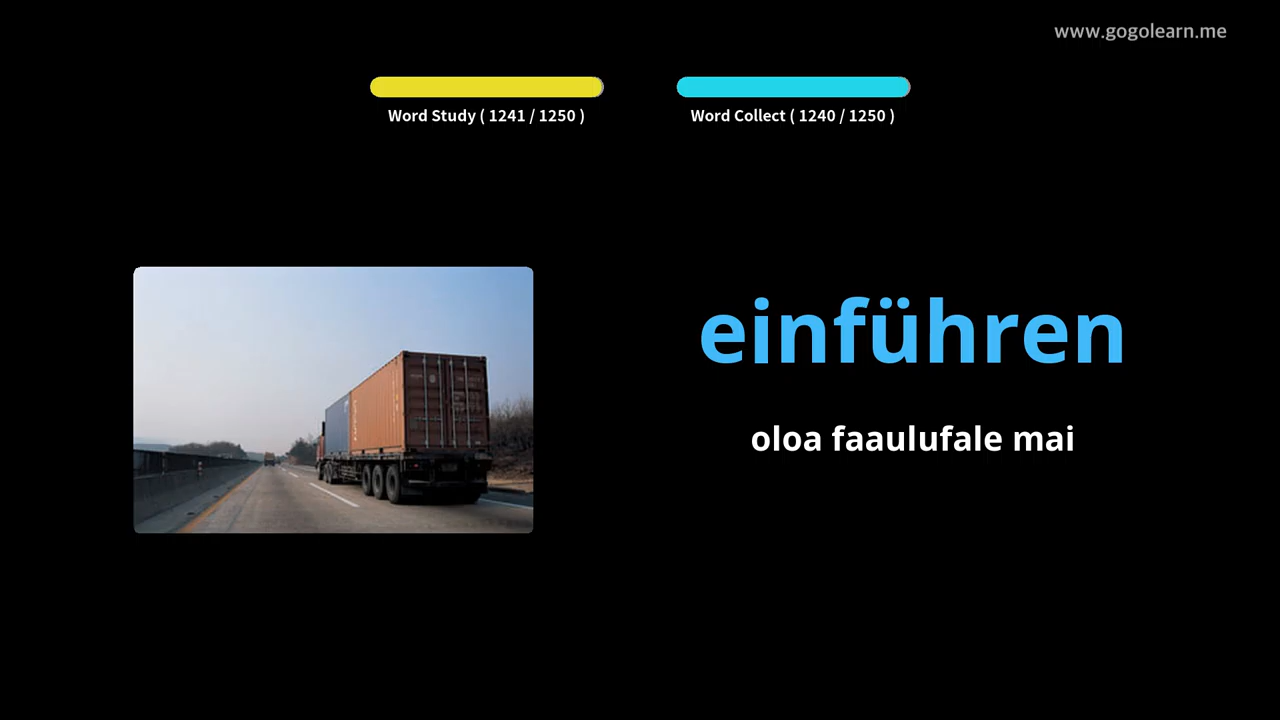 www.gogolearn.me
Word Study ( 1241 / 1250 )
Word Collect ( 1240 / 1250 )
einführen
oloa faaulufale mai